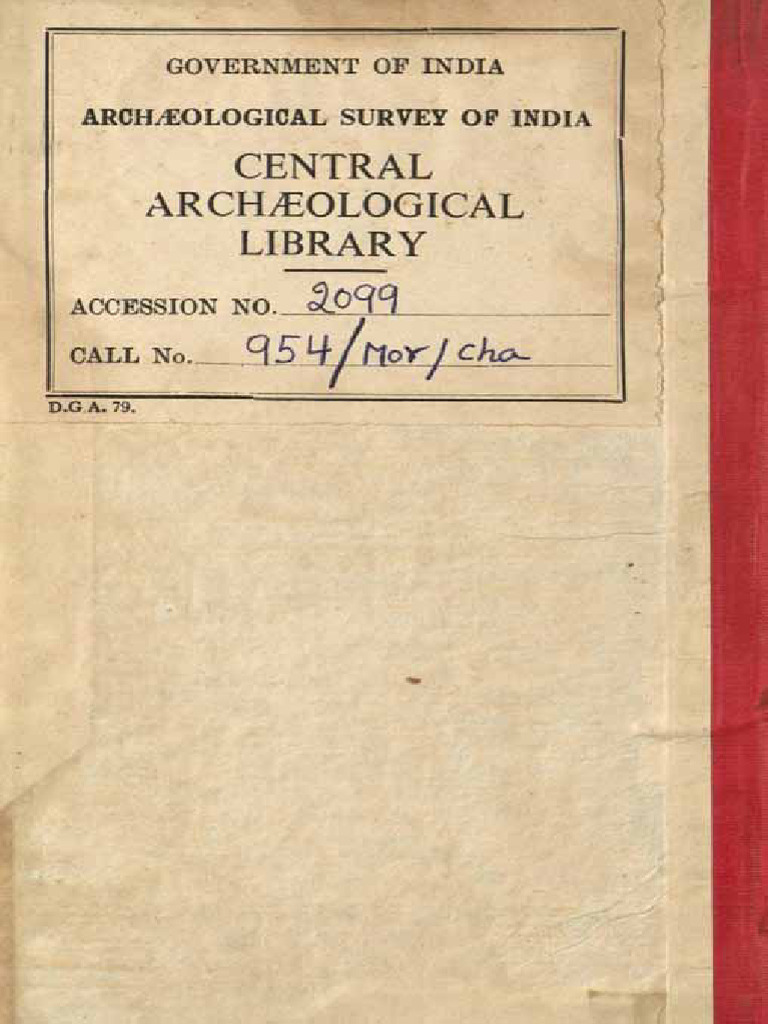 GOVERNMENT OF INDIA
ARCHÆOLOGICAL SURVEY OF INDIA
CENTRAL
ARCHÆOLOGICAL
LIBRARY
ACCESSION NO. 2099
CALL No. 954/Mor/Cha
D.G A. 79.